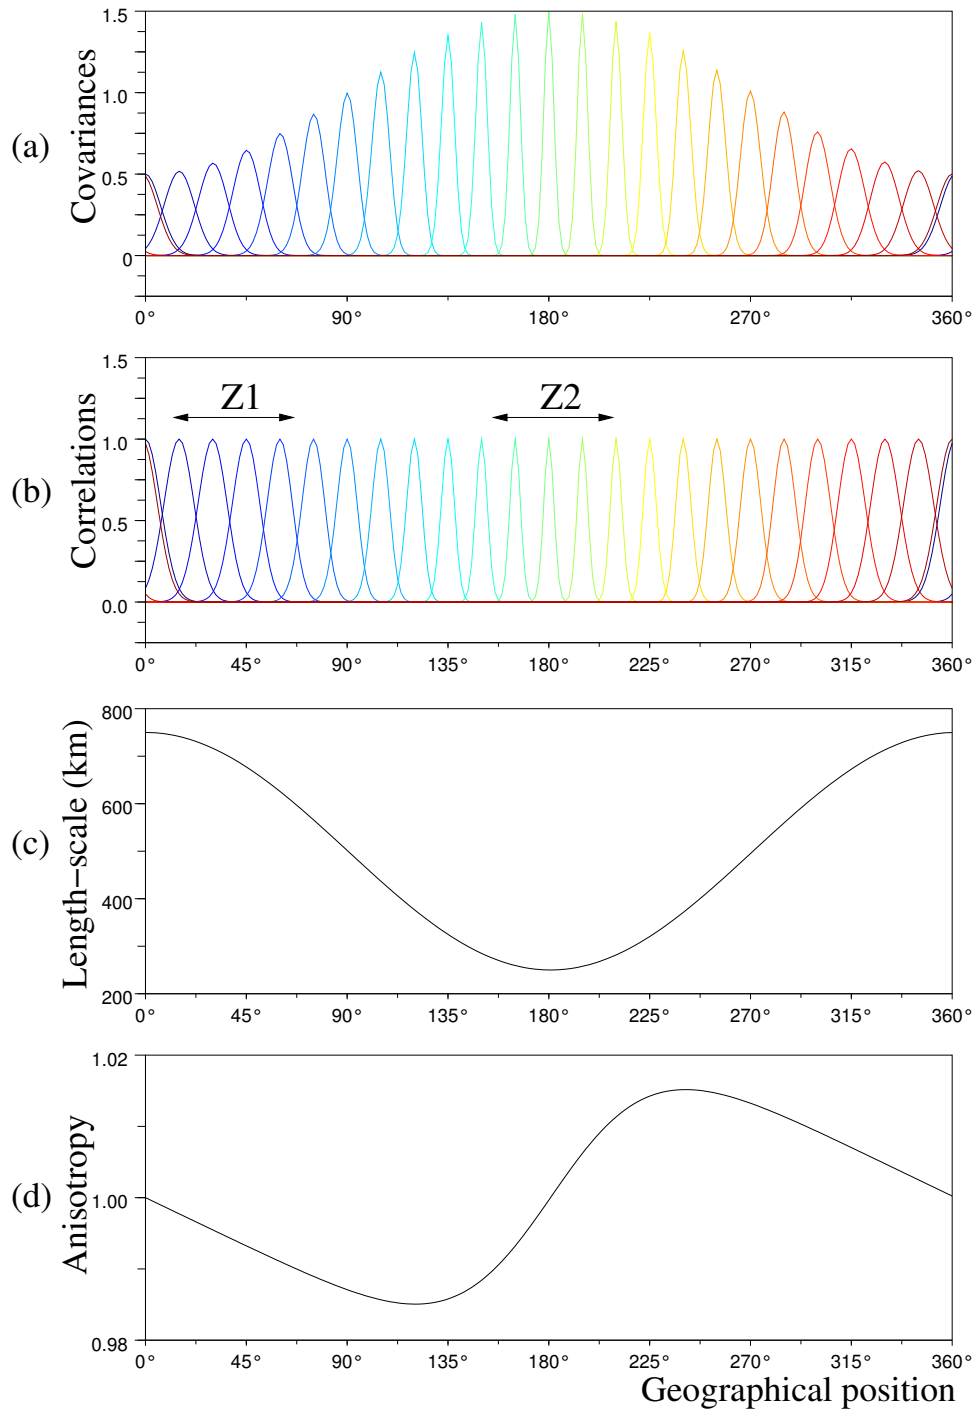 (a)
Covariances
1.5
1.0
0.5
0
0° 90° 180° 270° 360°
(b)
Correlations
1.5
1.0
0.5
0.0
Z1 Z2
0° 45° 90° 135° 180° 225° 270° 315° 360°
(c)
Length−scale (km)
800
600
400
200
0° 45° 90° 135° 180° 225° 270° 315° 360°
(d)
Anisotropy
1.02
1.00
0.98
0° 45° 90° 135° 180° 225° 270° 315° 360°
Geographical position